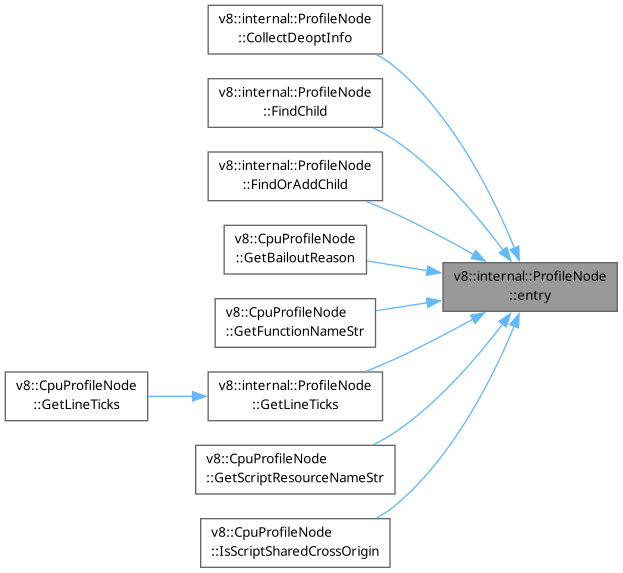 v8::internal::ProfileNode
::CollectDeoptInfo
v8::internal::ProfileNode
::FindChild
v8::internal::ProfileNode
::FindOrAddChild
v8::CpuProfileNode
::GetBailoutReason
v8::internal::ProfileNode
::entry
v8::CpuProfileNode
::GetFunctionNameStr
v8::CpuProfileNode
::GetLineTicks
v8::internal::ProfileNode
::GetLineTicks
v8::CpuProfileNode
::GetScriptResourceNameStr
v8::CpuProfileNode
::IsScriptSharedCrossOrigin